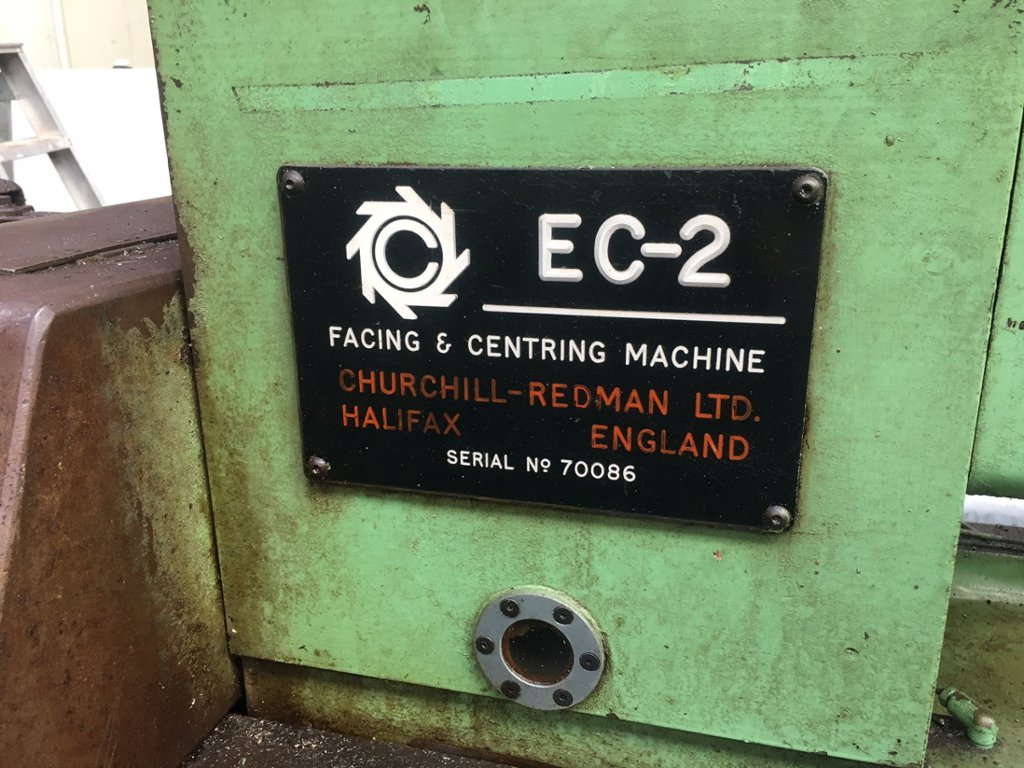 C EC-2
FACING & CENTRING MACHINE
CHURCHILL-REDMAN LTD.
HALIFAX ENGLAND
SERIAL Nº 70086